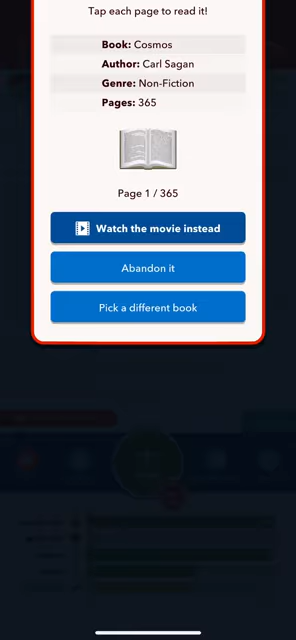 Tap each page to read it!
Book: Cosmos
Author: Carl Sagan
Genre: Non-Fiction
Pages: 365
Page 1 / 365
Watch the movie instead
Abandon it
Pick a different book